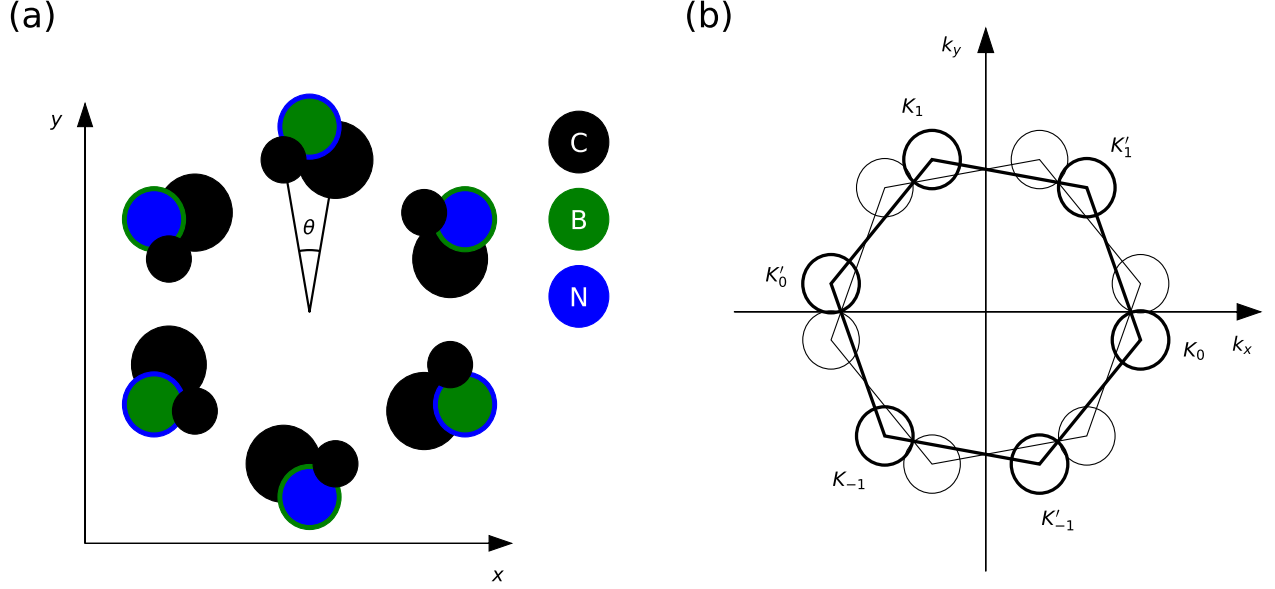 (a)
(b)
y
θ
C
B
N
x
k_y
K_1
K'_1
K'_0
K_0
k_x
K_{-1}
K'_{-1}